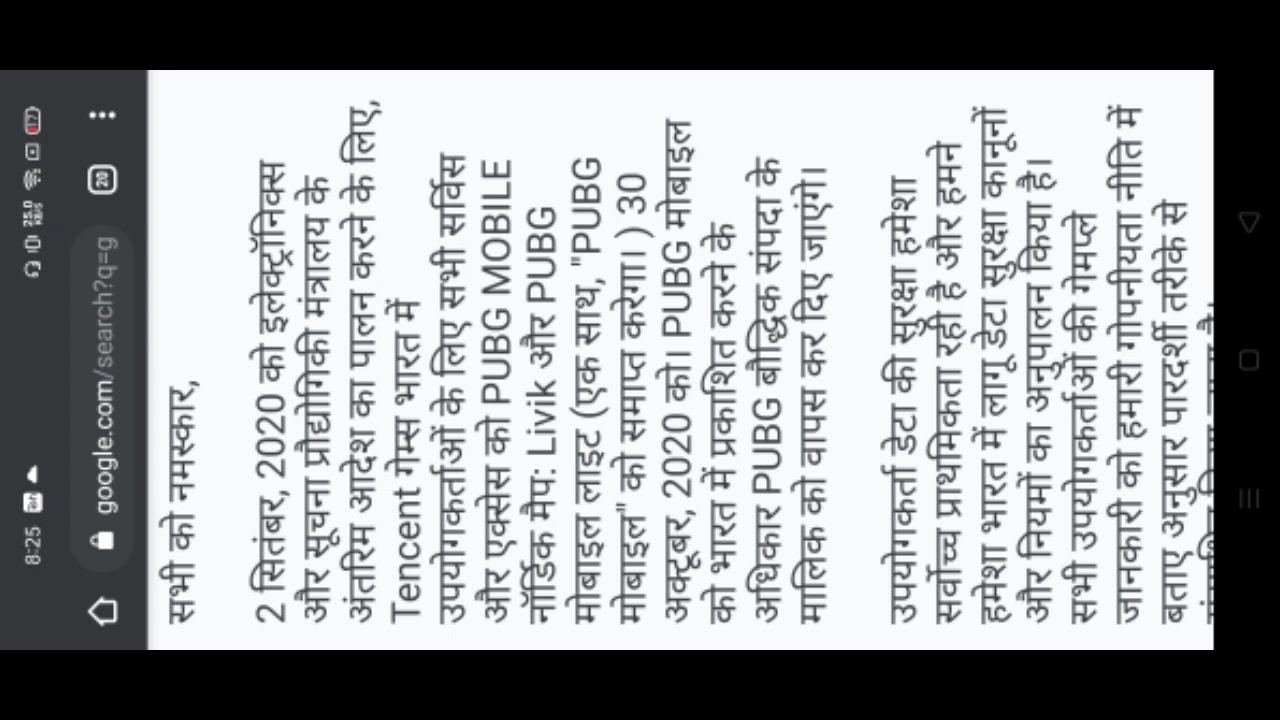 8:25
25.0
KB/S
17
google.com/search?q=g
20
सभी को नमस्कार,
2 सितंबर, 2020 को इलेक्ट्रॉनिक्स
और सूचना प्रौद्योगिकी मंत्रालय के
अंतरिम आदेश का पालन करने के लिए,
Tencent गेम्स भारत में
उपयोगकर्ताओं के लिए सभी सर्विस
और एक्सेस को PUBG MOBILE
नॉर्डिक मैप: Livik और PUBG
मोबाइल लाइट (एक साथ, "PUBG
मोबाइल" को समाप्त करेगा। ) 30
अक्टूबर, 2020 को। PUBG मोबाइल
को भारत में प्रकाशित करने के
अधिकार PUBG बौद्धिक संपदा के
मालिक को वापस कर दिए जाएंगे।
उपयोगकर्ता डेटा की सुरक्षा हमेशा
सर्वोच्च प्राथमिकता रही है और हमने
हमेशा भारत में लागू डेटा सुरक्षा कानूनों
और नियमों का अनुपालन किया है।
सभी उपयोगकर्ताओं की गेमप्ले
जानकारी को हमारी गोपनीयता नीति में
बताए अनुसार पारदर्शी तरीके से